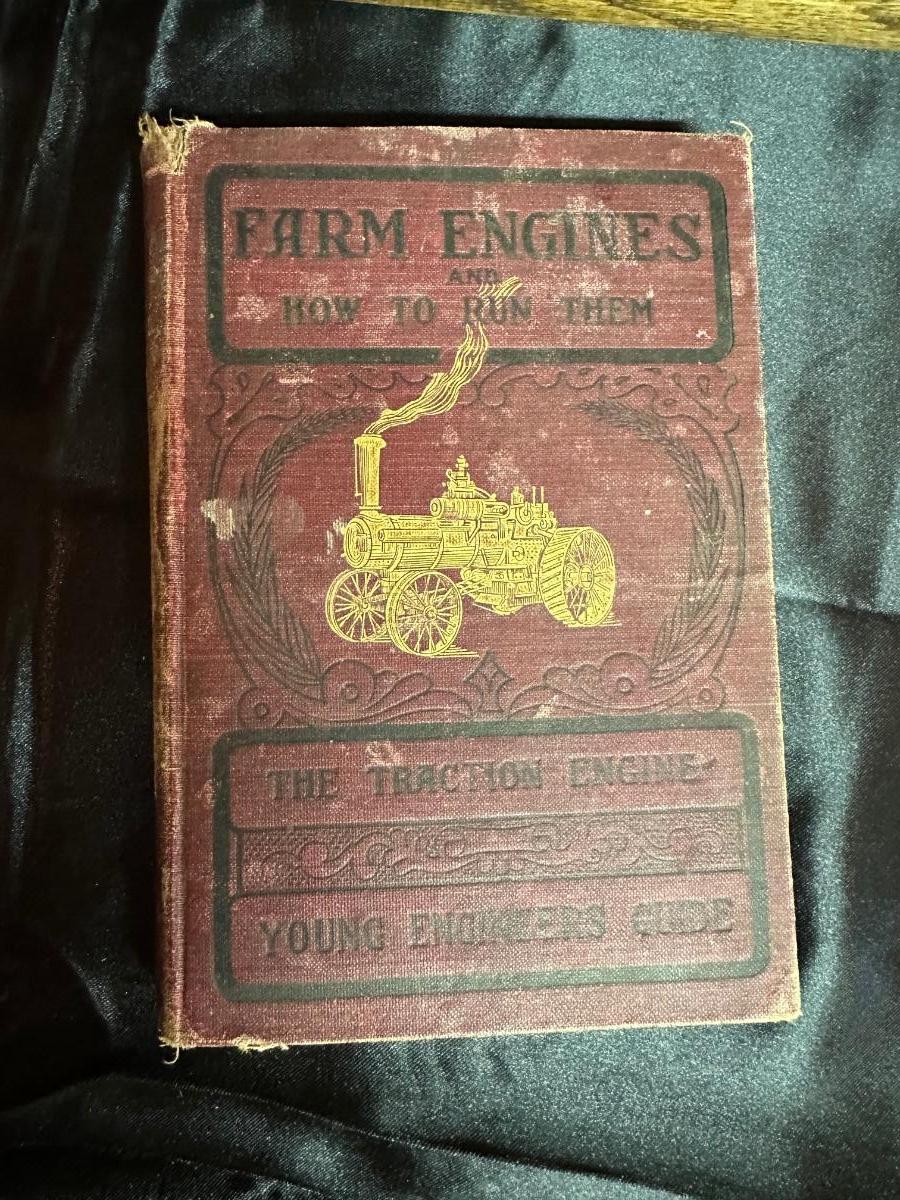 FARM ENGINES
AND
HOW TO RUN THEM
THE TRACTION ENGINE
YOUNG ENGINEERS GUIDE